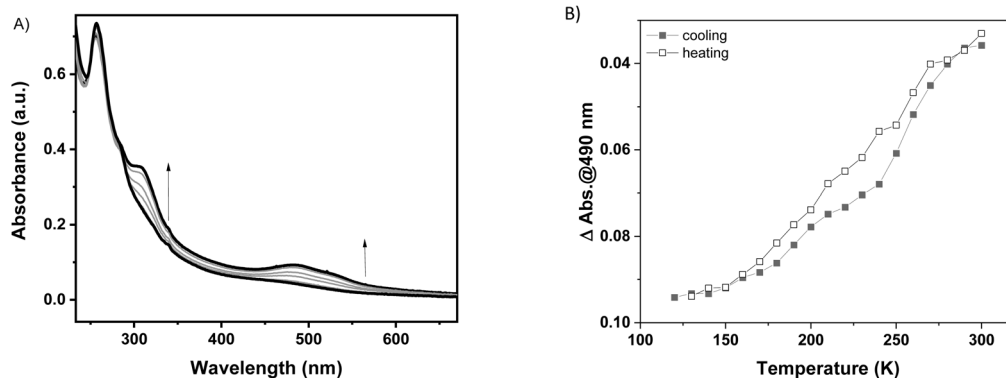 A)
Absorbance (a.u.)
0.6
0.4
0.2
0.0
300 400 500 600
Wavelength (nm)
B)
cooling
heating
Δ Abs.@490 nm
0.04
0.06
0.08
0.10
100 150 200 250 300
Temperature (K)